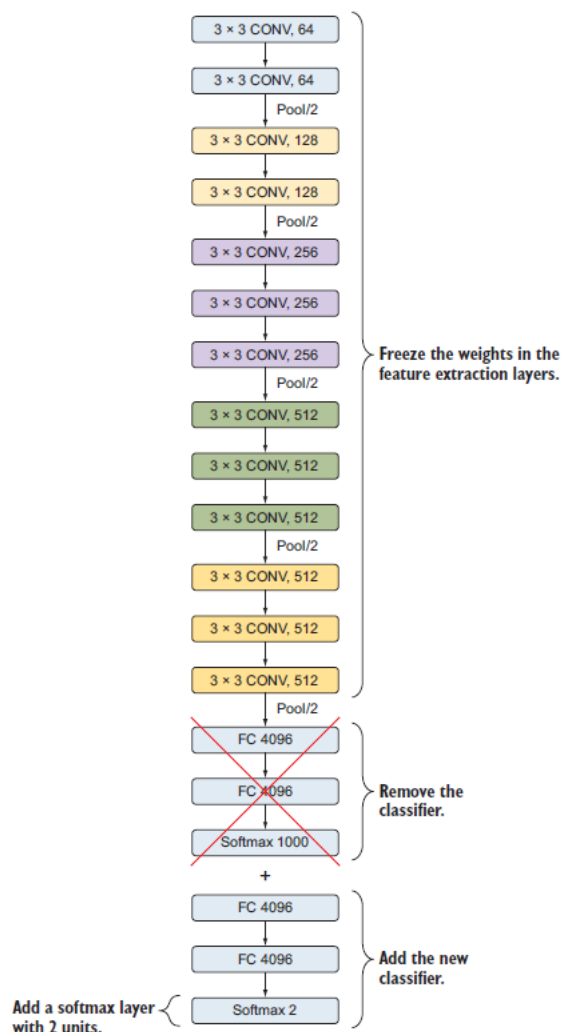 3 × 3 CONV, 64
3 × 3 CONV, 64
Pool/2
3 × 3 CONV, 128
3 × 3 CONV, 128
Pool/2
3 × 3 CONV, 256
3 × 3 CONV, 256
3 × 3 CONV, 256
Freeze the weights in the
feature extraction layers.
Pool/2
3 × 3 CONV, 512
3 × 3 CONV, 512
3 × 3 CONV, 512
Pool/2
3 × 3 CONV, 512
3 × 3 CONV, 512
3 × 3 CONV, 512
Pool/2
FC 4096
FC 4096
Softmax 1000
Remove the
classifier.
+
FC 4096
FC 4096
Softmax 2
Add the new
classifier.
Add a softmax layer
with 2 units.